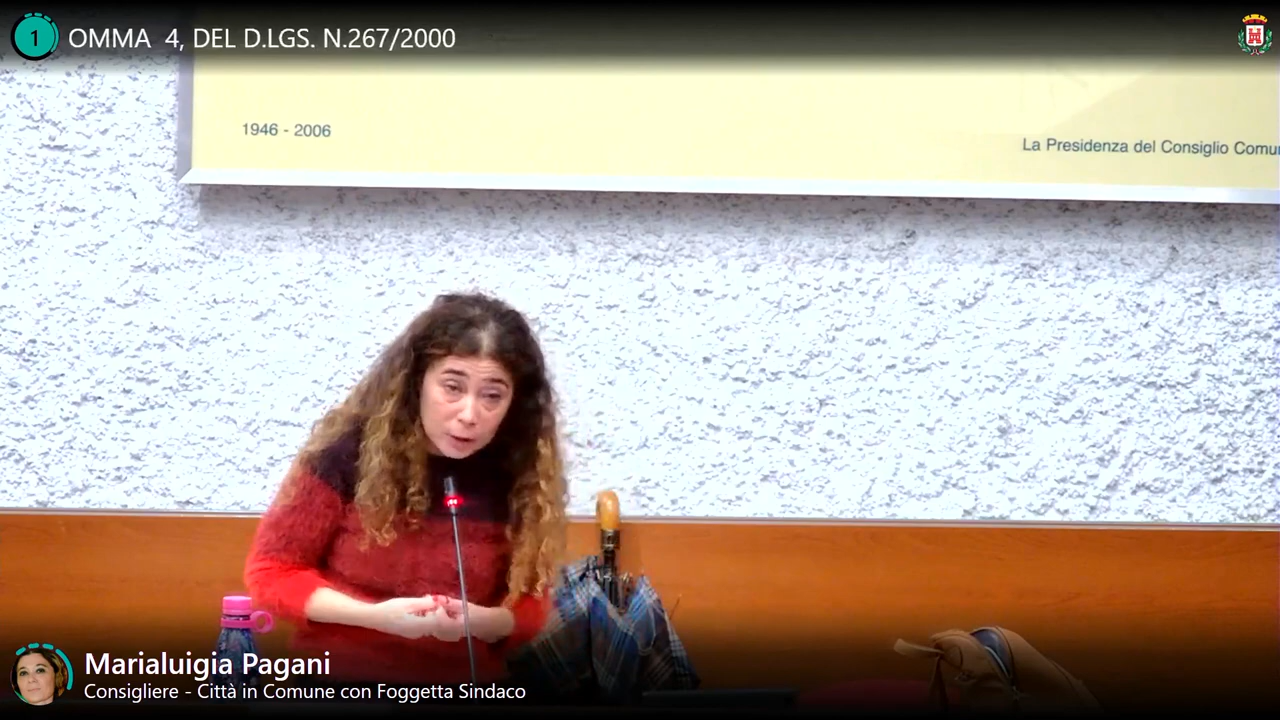 1
OMMA  4, DEL D.LGS. N.267/2000
1946 - 2006
La Presidenza del Consiglio Comu
Marialuigia Pagani
Consigliere - Città in Comune con Foggetta Sindaco